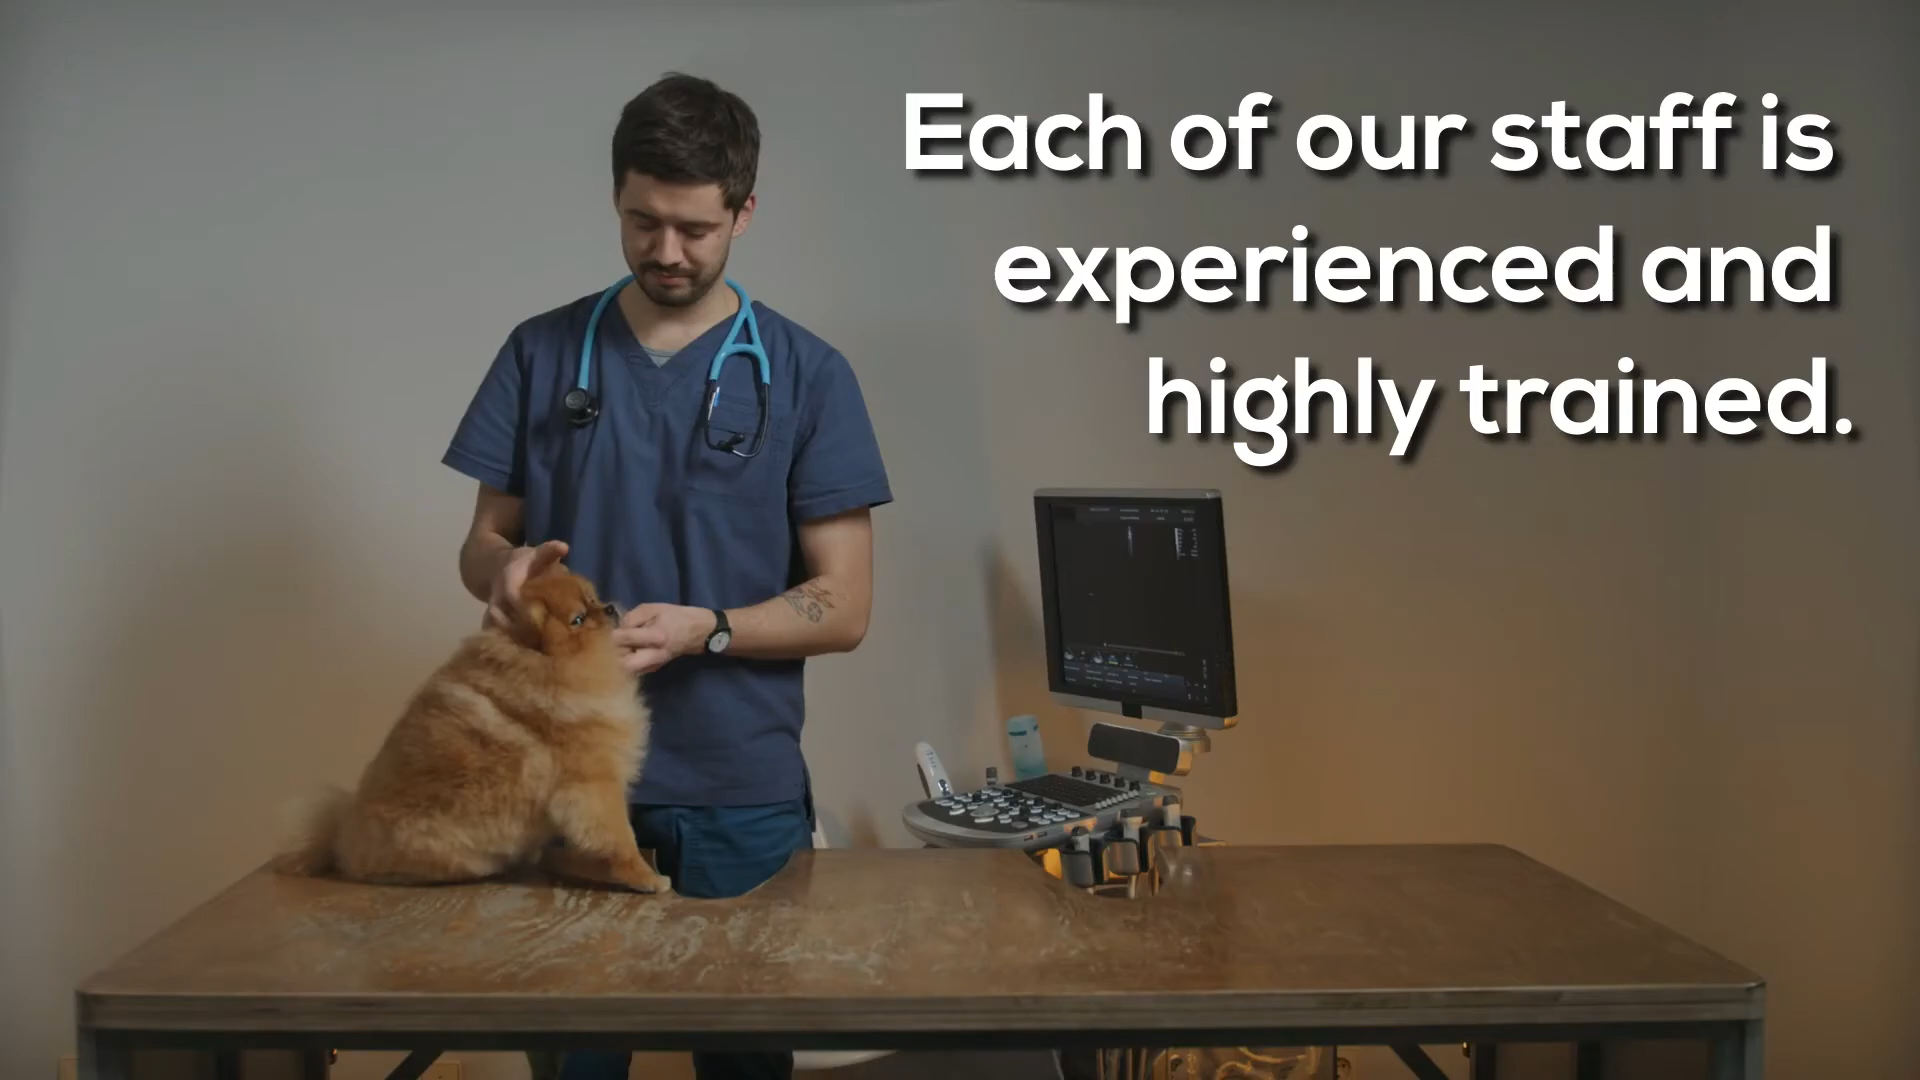 Each of our staff is
experienced and
highly trained.